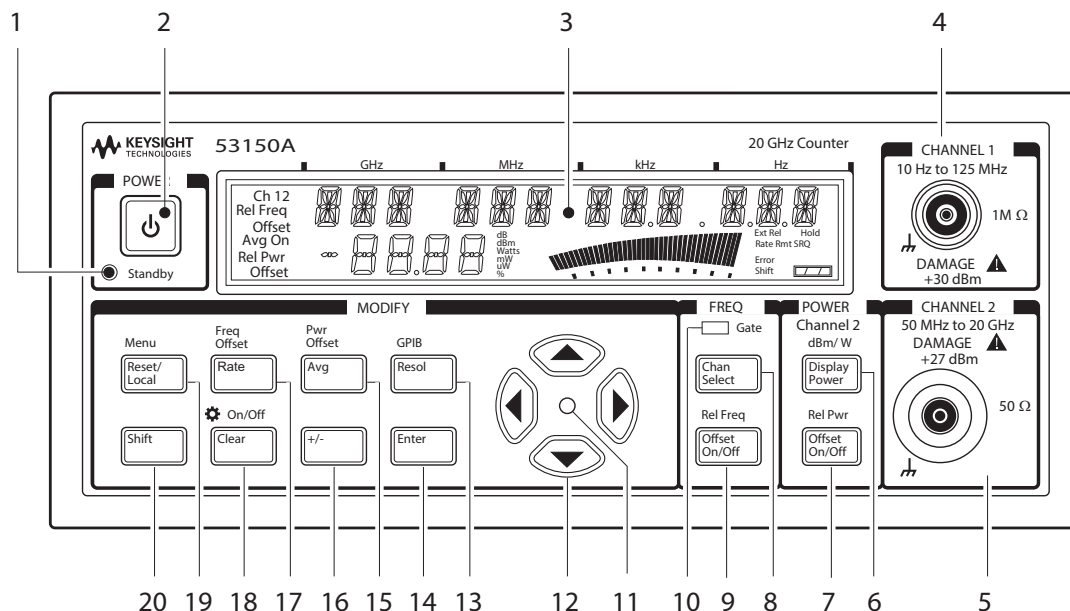 1 2 3 4
KEYSIGHT
TECHNOLOGIES
53150A
20 GHz Counter
GHz MHz kHz Hz
POWER
Standby
Ch 12
Rel Freq
Offset
Avg On
Rel Pwr
Offset
dB
dBm
Watts
mW
uW
%
Ext Rel Hold
Rate Rmt SRQ
Error
Shift
CHANNEL 1
10 Hz to 125 MHz
1M Ω
DAMAGE
+30 dBm
MODIFY
Menu
Reset/
Local
Freq
Offset
Rate
Pwr
Offset
Avg
GPIB
Resol
Shift
On/Off
Clear
+/-
Enter
FREQ
Gate
Chan
Select
Rel Freq
Offset
On/Off
POWER
Channel 2
dBm/ W
Display
Power
Rel Pwr
Offset
On/Off
CHANNEL 2
50 MHz to 20 GHz
DAMAGE
+27 dBm
50 Ω
20 19 18 17 16 15 14 13 12 11 10 9 8 7 6 5